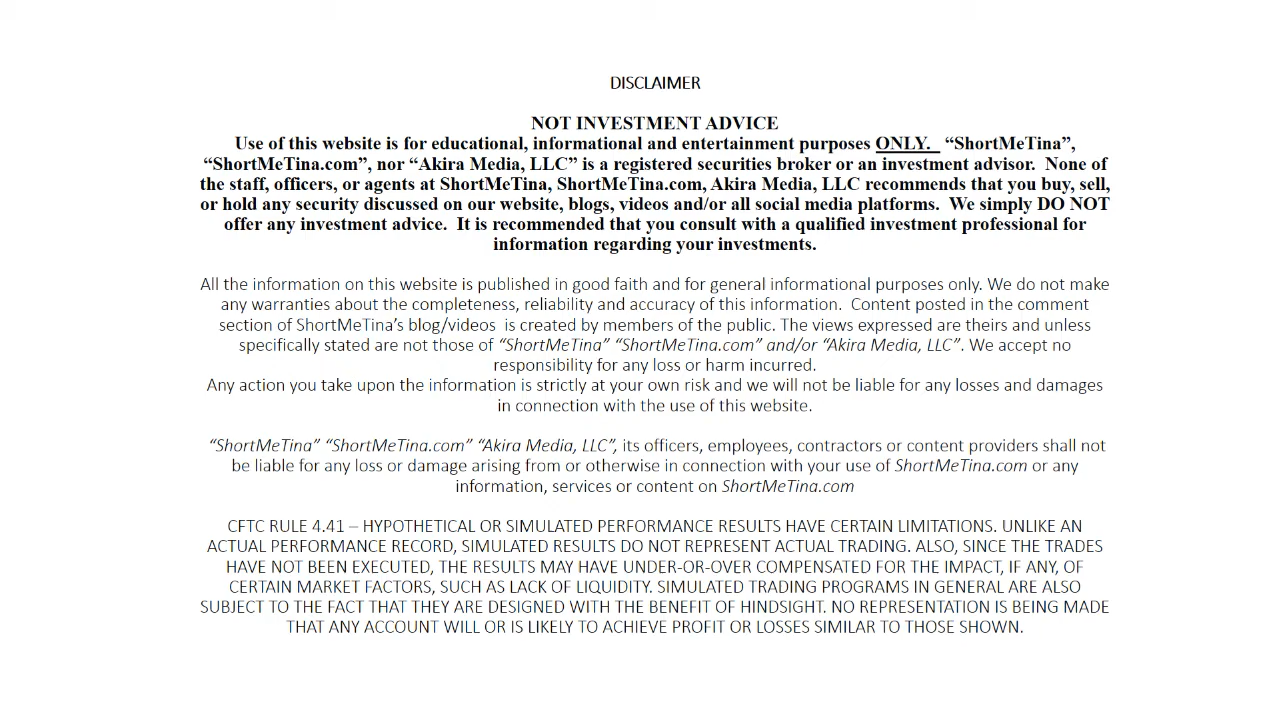 DISCLAIMER
NOT INVESTMENT ADVICE
Use of this website is for educational, informational and entertainment purposes ONLY.  “ShortMeTina”,
“ShortMeTina.com”, nor “Akira Media, LLC” is a registered securities broker or an investment advisor.  None of
the staff, officers, or agents at ShortMeTina, ShortMeTina.com, Akira Media, LLC recommends that you buy, sell,
or hold any security discussed on our website, blogs, videos and/or all social media platforms.  We simply DO NOT
offer any investment advice.  It is recommended that you consult with a qualified investment professional for
information regarding your investments.
All the information on this website is published in good faith and for general informational purposes only. We do not make
any warranties about the completeness, reliability and accuracy of this information.  Content posted in the comment
section of ShortMeTina’s blog/videos  is created by members of the public. The views expressed are theirs and unless
specifically stated are not those of “ShortMeTina” “ShortMeTina.com” and/or “Akira Media, LLC”. We accept no
responsibility for any loss or harm incurred.
Any action you take upon the information is strictly at your own risk and we will not be liable for any losses and damages
in connection with the use of this website.
“ShortMeTina” “ShortMeTina.com” “Akira Media, LLC”, its officers, employees, contractors or content providers shall not
be liable for any loss or damage arising from or otherwise in connection with your use of ShortMeTina.com or any
information, services or content on ShortMeTina.com
CFTC RULE 4.41 – HYPOTHETICAL OR SIMULATED PERFORMANCE RESULTS HAVE CERTAIN LIMITATIONS. UNLIKE AN
ACTUAL PERFORMANCE RECORD, SIMULATED RESULTS DO NOT REPRESENT ACTUAL TRADING. ALSO, SINCE THE TRADES
HAVE NOT BEEN EXECUTED, THE RESULTS MAY HAVE UNDER-OR-OVER COMPENSATED FOR THE IMPACT, IF ANY, OF
CERTAIN MARKET FACTORS, SUCH AS LACK OF LIQUIDITY. SIMULATED TRADING PROGRAMS IN GENERAL ARE ALSO
SUBJECT TO THE FACT THAT THEY ARE DESIGNED WITH THE BENEFIT OF HINDSIGHT. NO REPRESENTATION IS BEING MADE
THAT ANY ACCOUNT WILL OR IS LIKELY TO ACHIEVE PROFIT OR LOSSES SIMILAR TO THOSE SHOWN.